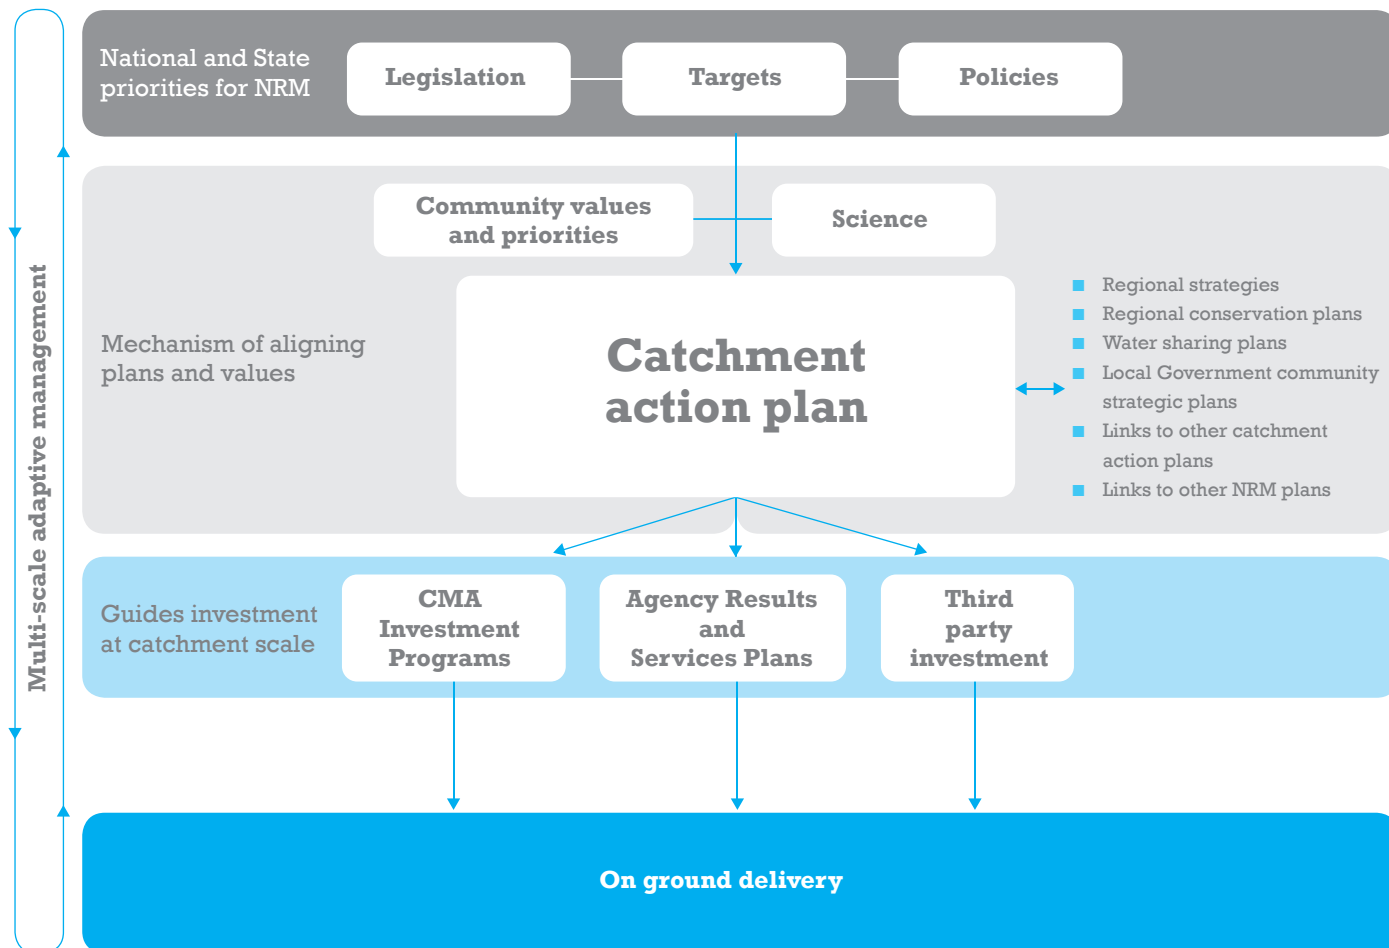 National and State
priorities for NRM
Legislation
Targets
Policies
Community values
and priorities
Science
Mechanism of aligning
plans and values
Catchment
action plan
Regional strategies
Regional conservation plans
Water sharing plans
Local Government community
strategic plans
Links to other catchment
action plans
Links to other NRM plans
Multi-scale adaptive management
Guides investment
at catchment scale
CMA
Investment
Programs
Agency Results
and
Services Plans
Third
party
investment
On ground delivery